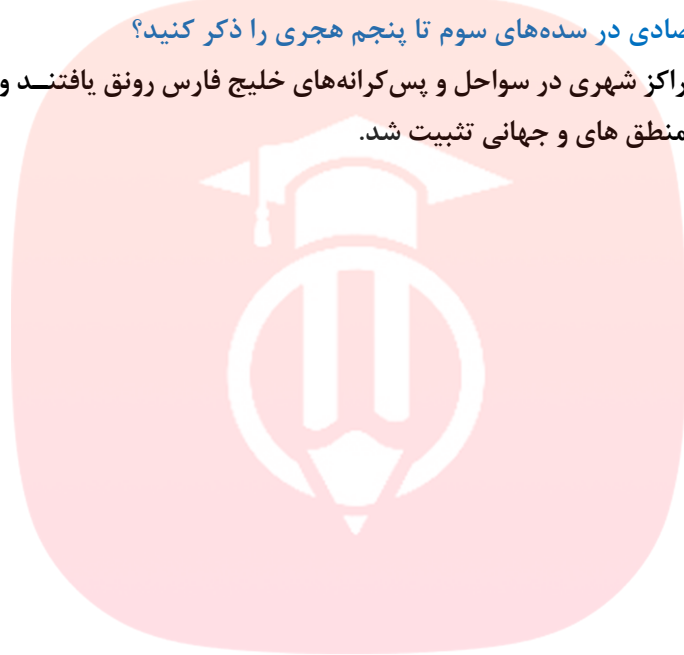 صادی در سده‌های سوم تا پنجم هجری را ذکر کنید؟
راکز شهری در سواحل و پس‌کرانه‌های خلیج فارس رونق یافتنـد و
منطق های و جهانی تثبیت شد.